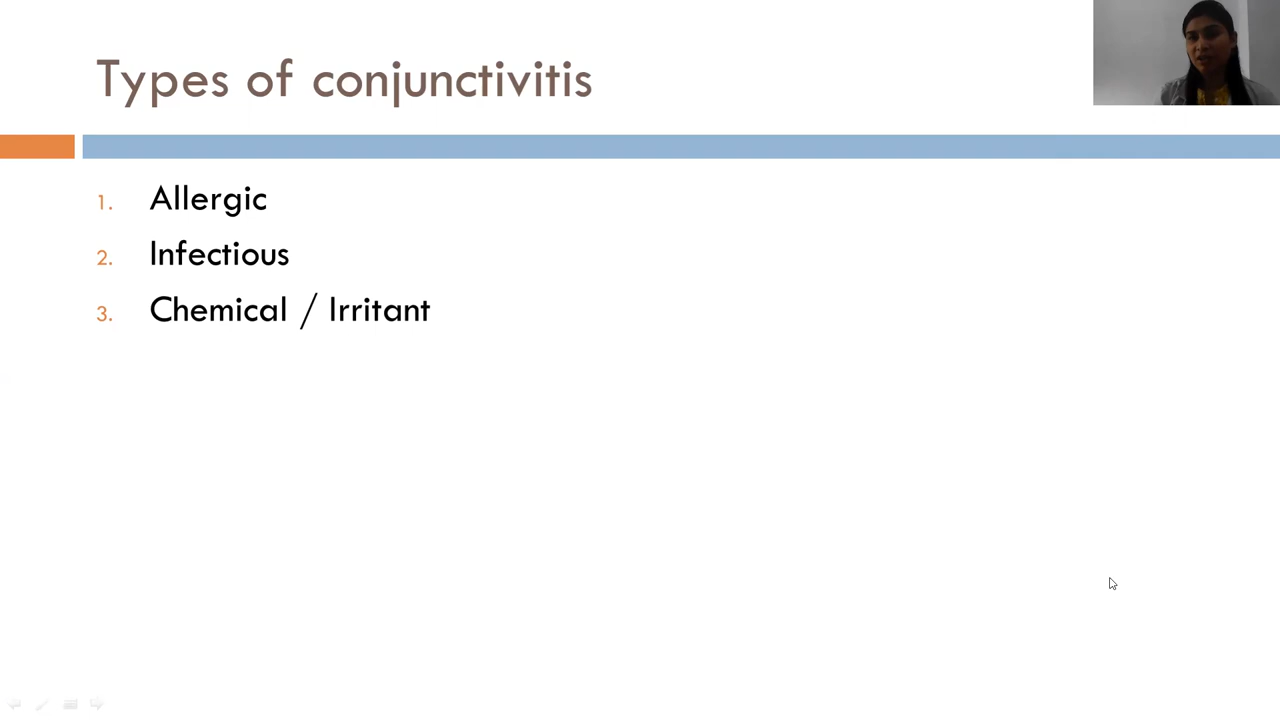 Types of conjunctivitis
1. Allergic
2. Infectious
3. Chemical / Irritant